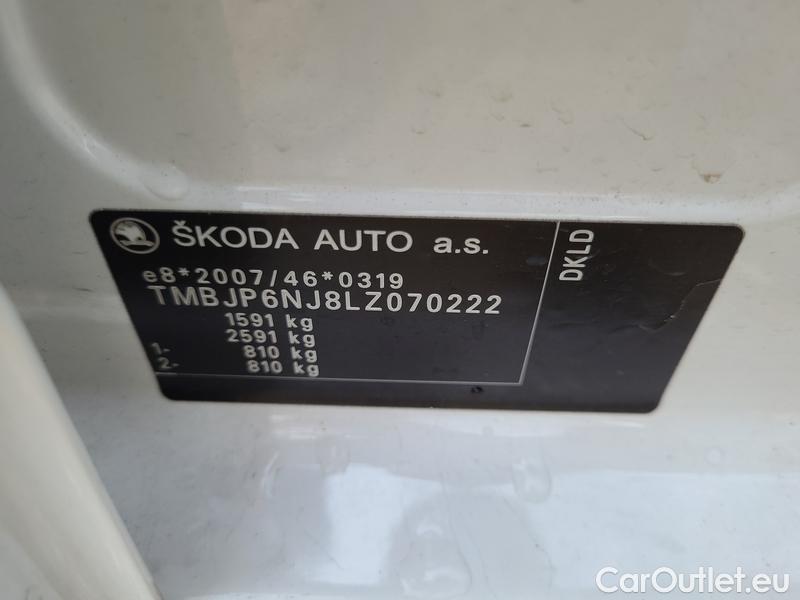 ŠKODA AUTO a.s.
e8*2007/46*0319
TMBJP6NJ8LZ070222
1591 kg
2591 kg
1- 810 kg
2- 810 kg
DKLD
CarOutlet.eu